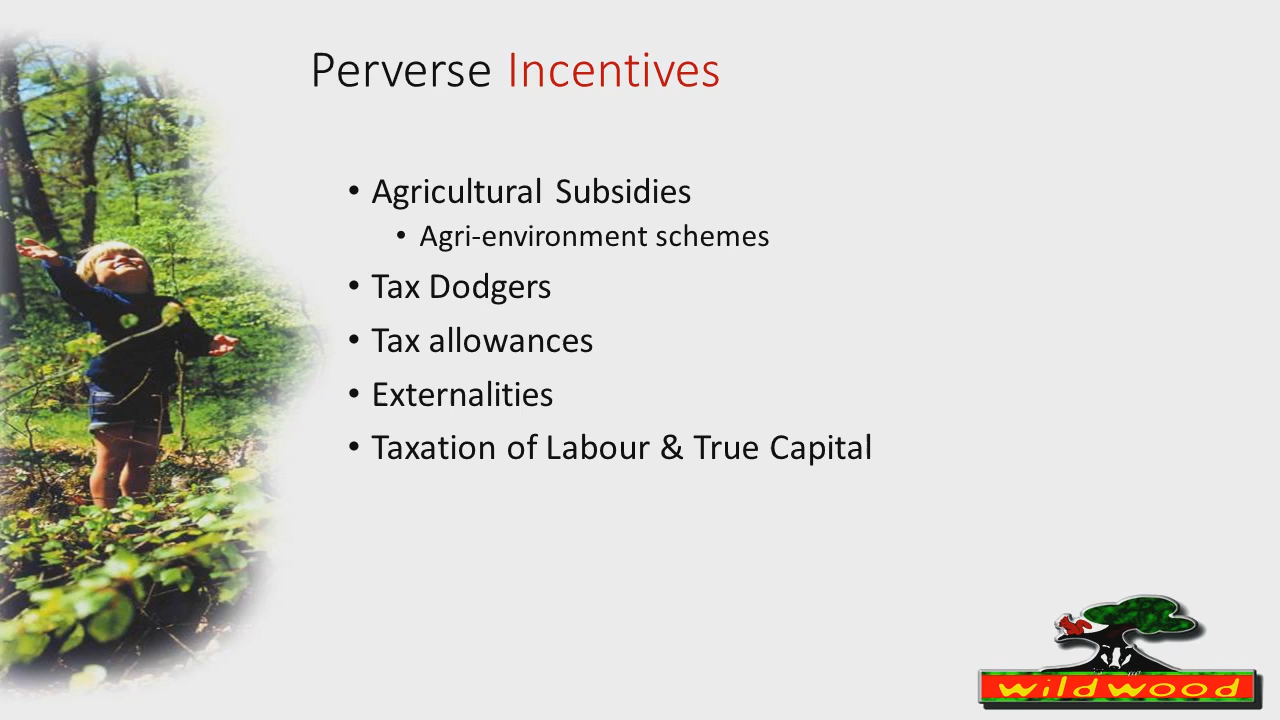 Perverse Incentives
• Agricultural Subsidies
• Agri-environment schemes
• Tax Dodgers
• Tax allowances
• Externalities
• Taxation of Labour & True Capital
wildwood